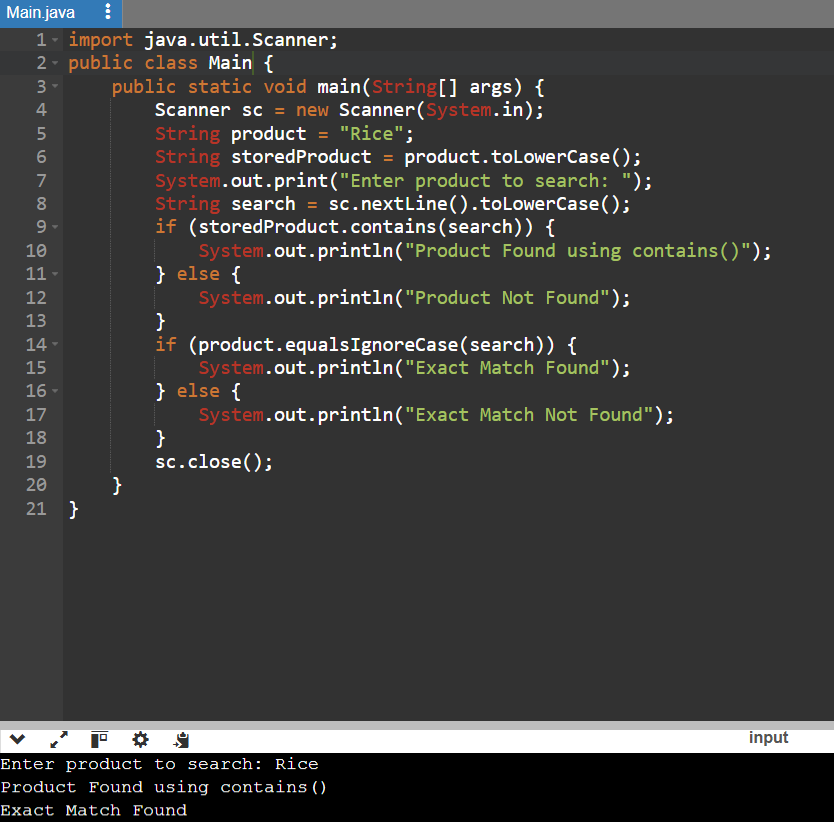 Main.java
1 import java.util.Scanner;
2 public class Main {
3     public static void main(String[] args) {
4         Scanner sc = new Scanner(System.in);
5         String product = "Rice";
6         String storedProduct = product.toLowerCase();
7         System.out.print("Enter product to search: ");
8         String search = sc.nextLine().toLowerCase();
9         if (storedProduct.contains(search)) {
10             System.out.println("Product Found using contains()");
11         } else {
12             System.out.println("Product Not Found");
13         }
14         if (product.equalsIgnoreCase(search)) {
15             System.out.println("Exact Match Found");
16         } else {
17             System.out.println("Exact Match Not Found");
18         }
19         sc.close();
20     }
21 }
input
Enter product to search: Rice
Product Found using contains()
Exact Match Found